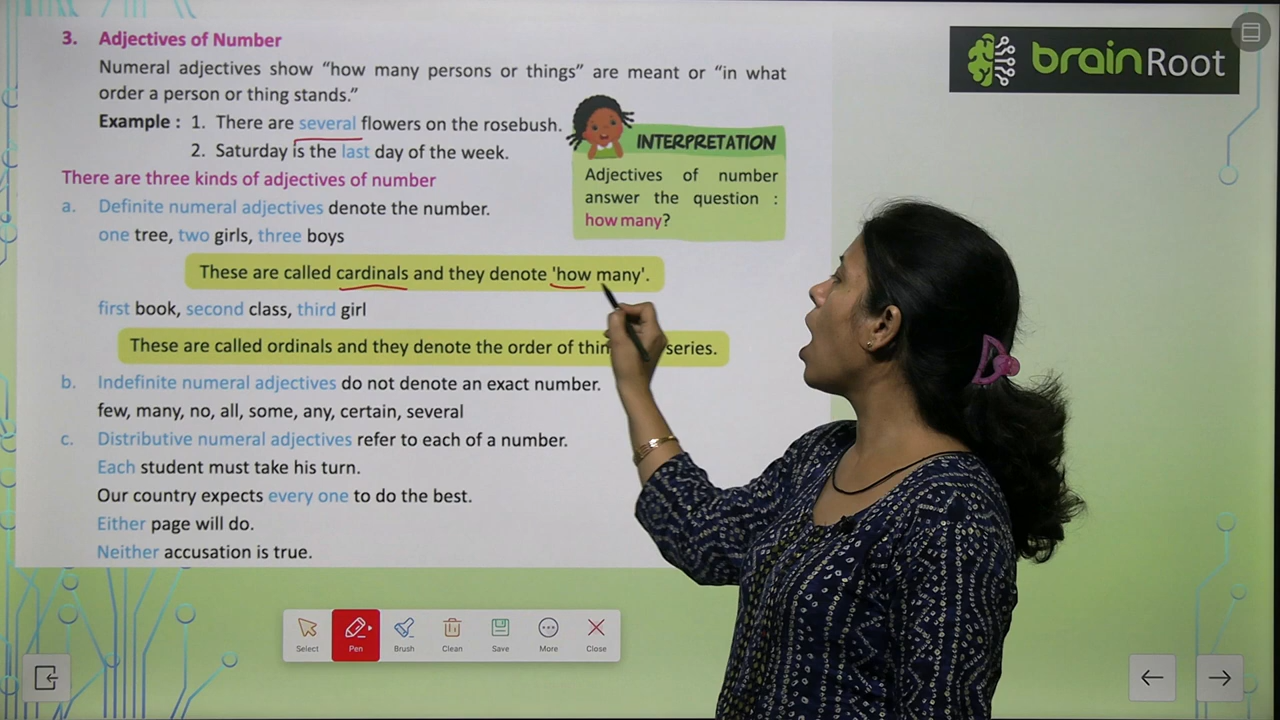 3. Adjectives of Number
Numeral adjectives show “how many persons or things” are meant or “in what
order a person or thing stands.”
Example : 1. There are several flowers on the rosebush.
2. Saturday is the last day of the week.
There are three kinds of adjectives of number
a. Definite numeral adjectives denote the number.
one tree, two girls, three boys
These are called cardinals and they denote 'how many'.
first book, second class, third girl
These are called ordinals and they denote the order of series.
b. Indefinite numeral adjectives do not denote an exact number.
few, many, no, all, some, any, certain, several
c. Distributive numeral adjectives refer to each of a number.
Each student must take his turn.
Our country expects every one to do the best.
Either page will do.
Neither accusation is true.
INTERPRETATION
Adjectives of number
answer the question :
how many?
brainRoot
Select Pen Brush Clean Save More Close